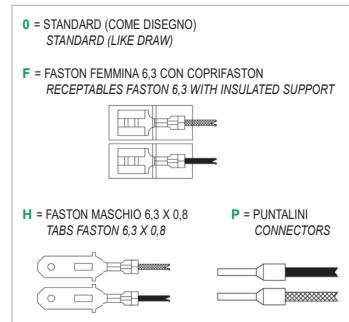 0 = STANDARD (COME DISEGNO)
STANDARD (LIKE DRAW)
F = FASTON FEMMINA 6,3 CON COPRIFASTON
RECEPTABLES FASTON 6,3 WITH INSULATED SUPPORT
H = FASTON MASCHIO 6,3 X 0,8
TABS FASTON 6,3 X 0,8
P = PUNTALINI
CONNECTORS